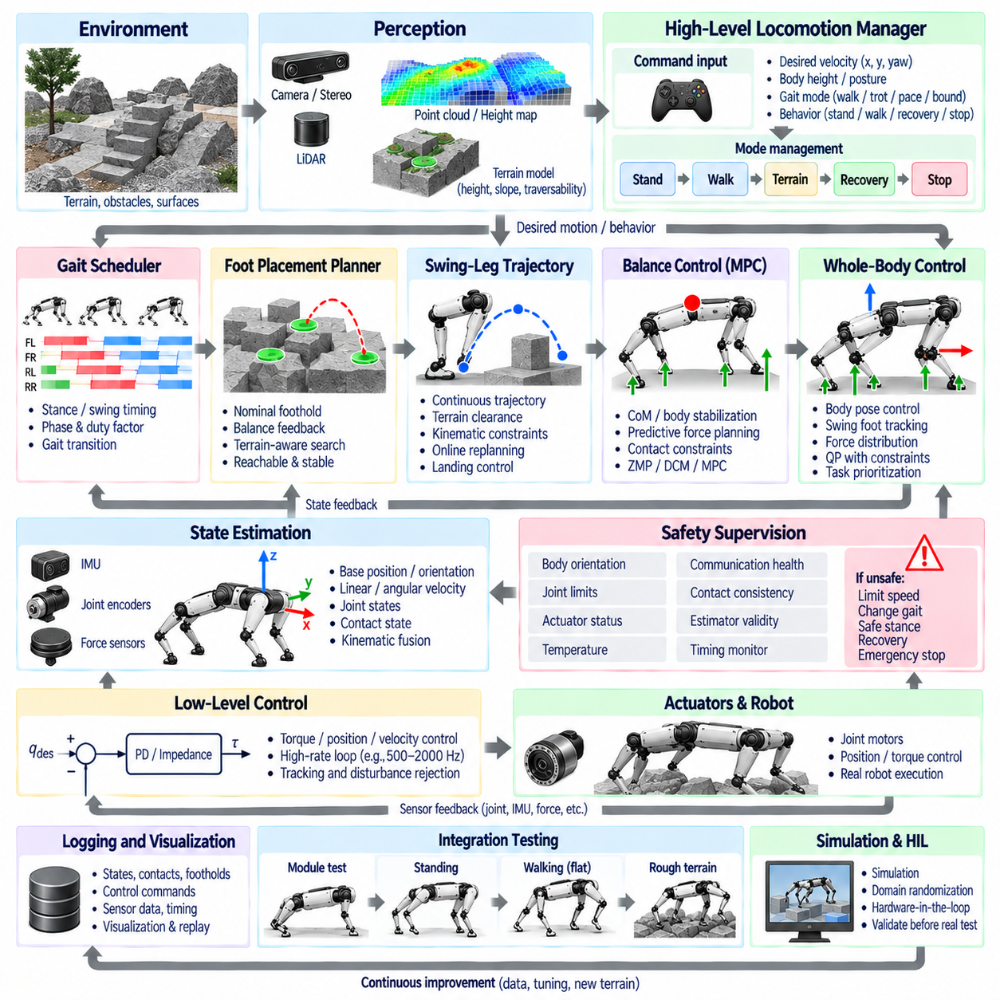 Environment
Terrain, obstacles, surfaces
Perception
Camera / Stereo
LiDAR
Point cloud / Height map
Terrain model
(height, slope, traversability)
High-Level Locomotion Manager
Command input
• Desired velocity (x, y, yaw)
• Body height / posture
• Gait mode (walk / trot / pace / bound)
• Behavior (stand / walk / recovery / stop)
Mode management
Stand
Walk
Terrain
Recovery
Stop
Desired motion / behavior
Gait Scheduler
FL
FR
RL
RR
• Stance / swing timing
• Phase & duty factor
• Gait transition
Foot Placement Planner
• Nominal foothold
• Balance feedback
• Terrain-aware search
• Reachable & stable
Swing-Leg Trajectory
• Continuous trajectory
• Terrain clearance
• Kinematic constraints
• Online replanning
• Landing control
Balance Control (MPC)
• CoM / body stabilization
• Predictive force planning
• Contact constraints
• ZMP / DCM / MPC
Whole-Body Control
• Body pose control
• Swing foot tracking
• Force distribution
• QP with constraints
• Task prioritization
State feedback
State Estimation
IMU
Joint encoders
Force sensors
z
y
x
• Base position / orientation
• Linear / angular velocity
• Joint states
• Contact state
• Kinematic fusion
Safety Supervision
Body orientation
Joint limits
Actuator status
Temperature
Communication health
Contact consistency
Estimator validity
Timing monitor
If unsafe:
Limit speed
Change gait
Safe stance
Recovery
Emergency stop
Low-Level Control
q des
+
−
PD / Impedance
τ
• Torque / position / velocity control
• High-rate loop (e.g., 500–2000 Hz)
• Tracking and disturbance rejection
Actuators & Robot
• Joint motors
• Position / torque control
• Real robot execution
Sensor feedback (joint, IMU, force, etc.)
Logging and Visualization
• States, contacts, footholds
• Control commands
• Sensor data, timing
• Visualization & replay
Integration Testing
Module test
Standing
Walking (flat)
Rough terrain
Simulation & HIL
• Simulation
• Domain randomization
• Hardware-in-the-loop
• Validate before real test
Continuous improvement (data, tuning, new terrain)